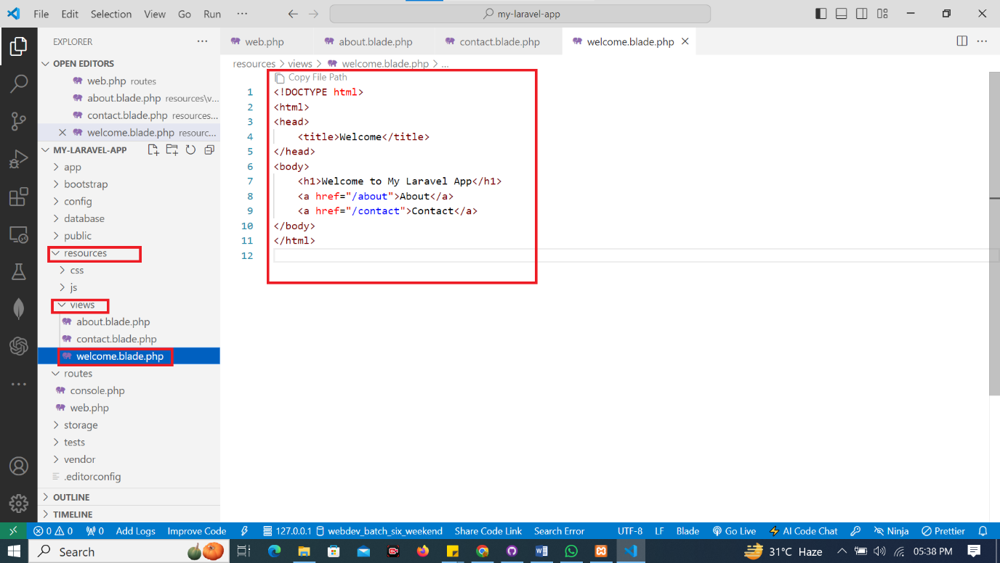 File Edit Selection View Go Run ··· my-laravel-app
EXPLORER ···
OPEN EDITORS
web.php routes
about.blade.php resources\v...
contact.blade.php resources...
welcome.blade.php resourc...
MY-LARAVEL-APP
app
bootstrap
config
database
public
resources
css
js
views
about.blade.php
contact.blade.php
welcome.blade.php
routes
console.php
web.php
storage
tests
vendor
.editorconfig
OUTLINE
TIMELINE
web.php about.blade.php contact.blade.php welcome.blade.php
resources > views > welcome.blade.php > ...
Copy File Path
1 <!DOCTYPE html>
2 <html>
3 <head>
4     <title>Welcome</title>
5 </head>
6 <body>
7     <h1>Welcome to My Laravel App</h1>
8     <a href="/about">About</a>
9     <a href="/contact">Contact</a>
10 </body>
11 </html>
12
0 0 0 Add Logs Improve Code 127.0.0.1 webdev_batch_six_weekend Share Code Link Search Error UTF-8 LF Blade Go Live AI Code Chat Ninja Prettier
Search 31°C Haze 05:38 PM